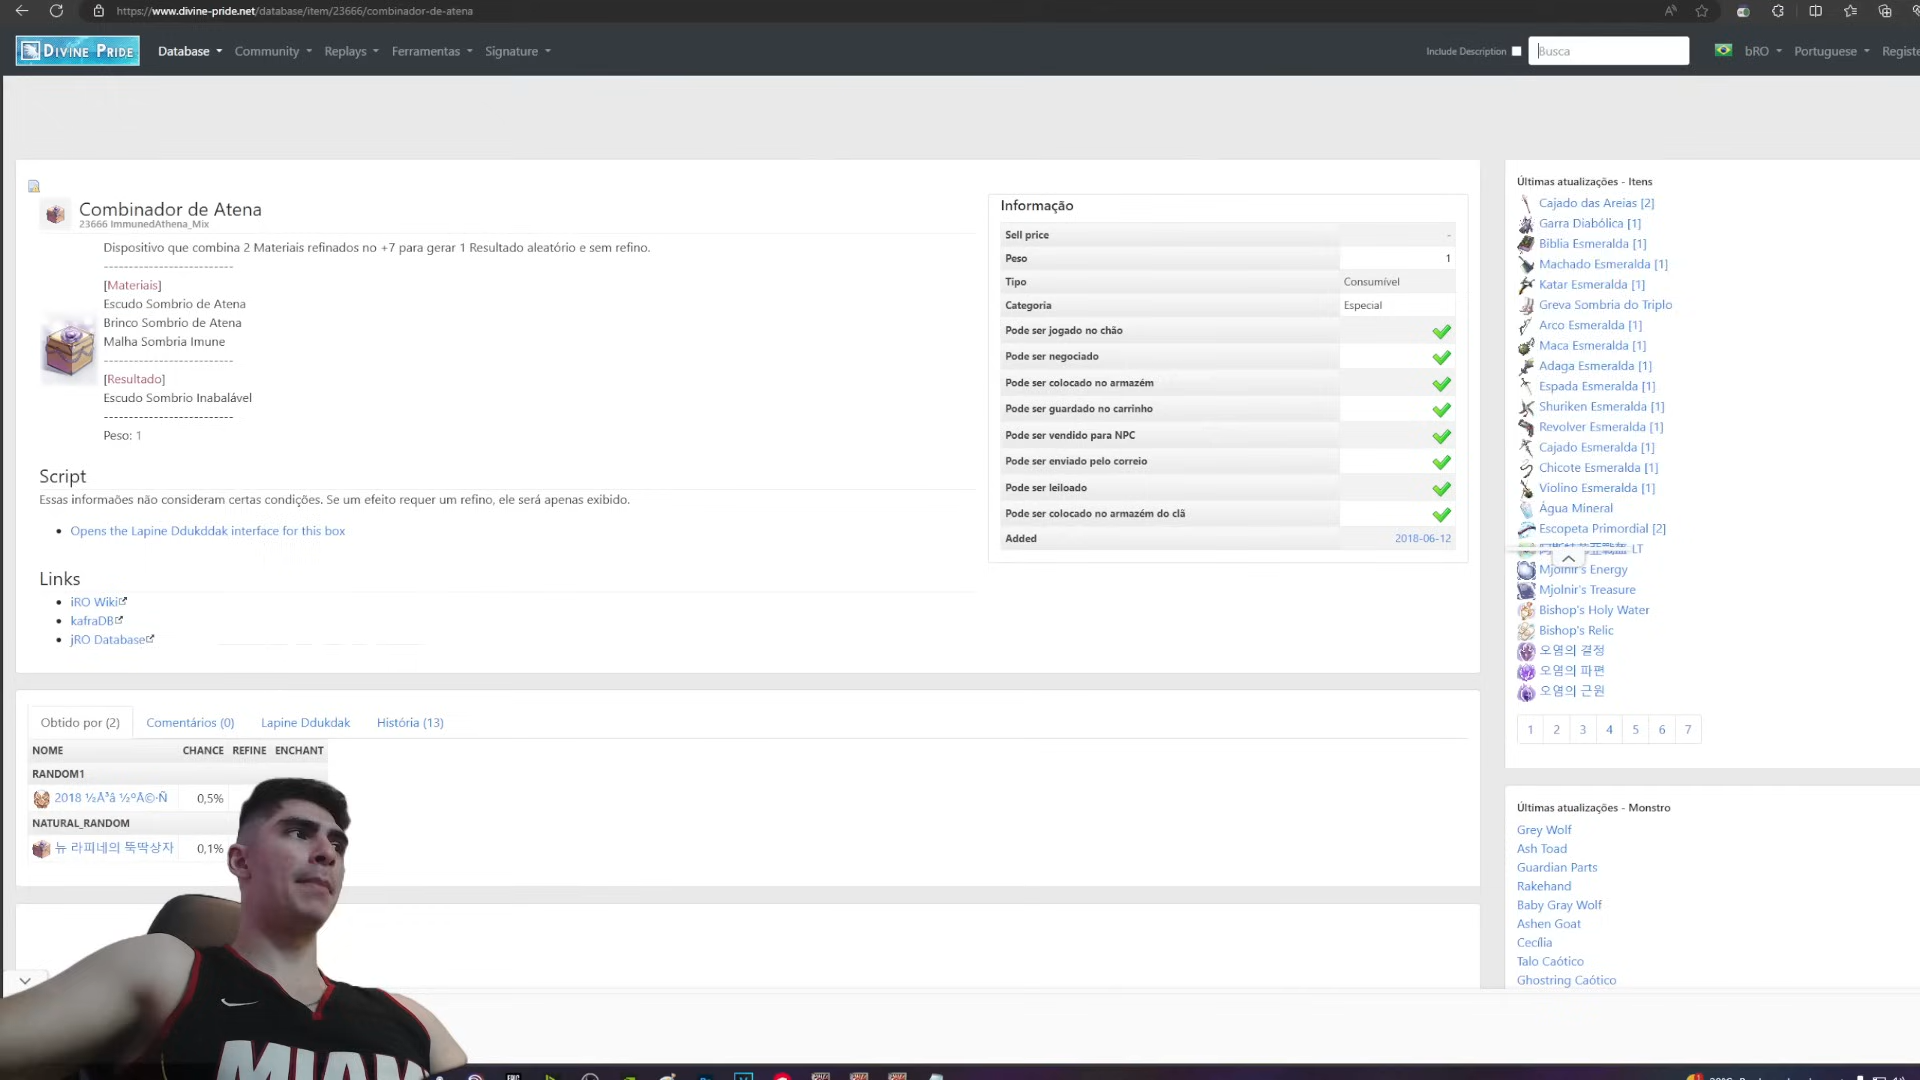 https://www.divine-pride.net/database/item/23666/combinador-de-atena
DIVINE PRIDE
Database
Community
Replays
Ferramentas
Signature
Include Description
Busca
bRO
Portuguese
Registe
Combinador de Atena
23666 ImmunedAthena_Mix
Dispositivo que combina 2 Materiais refinados no +7 para gerar 1 Resultado aleatório e sem refino.
--------------------------
[Materiais]
Escudo Sombrio de Atena
Brinco Sombrio de Atena
Malha Sombria Imune
--------------------------
[Resultado]
Escudo Sombrio Inabalável
--------------------------
Peso: 1
Script
Essas informaões não consideram certas condições. Se um efeito requer um refino, ele será apenas exibido.
Opens the Lapine Ddukddak interface for this box
Links
iRO Wiki
kafraDB
jRO Database
Informação
Sell price -
Peso 1
Tipo Consumível
Categoria Especial
Pode ser jogado no chão
Pode ser negociado
Pode ser colocado no armazém
Pode ser guardado no carrinho
Pode ser vendido para NPC
Pode ser enviado pelo correio
Pode ser leiloado
Pode ser colocado no armazém do clã
Added 2018-06-12
Obtido por (2)
Comentários (0)
Lapine Ddukdak
História (13)
NOME CHANCE REFINE ENCHANT
RANDOM1
2018 ½Å³â ½ºÅ©·Ñ 0,5%
NATURAL_RANDOM
뉴 라피네의 뚝딱상자 0,1%
Últimas atualizações - Itens
Cajado das Areias [2]
Garra Diabólica [1]
Bíblia Esmeralda [1]
Machado Esmeralda [1]
Katar Esmeralda [1]
Greva Sombria do Triplo
Arco Esmeralda [1]
Maca Esmeralda [1]
Adaga Esmeralda [1]
Espada Esmeralda [1]
Shuriken Esmeralda [1]
Revolver Esmeralda [1]
Cajado Esmeralda [1]
Chicote Esmeralda [1]
Violino Esmeralda [1]
Água Mineral
Escopeta Primordial [2]
LT
Mjolnir's Energy
Mjolnir's Treasure
Bishop's Holy Water
Bishop's Relic
오염의 결정
오염의 파편
오염의 근원
1 2 3 4 5 6 7
Últimas atualizações - Monstro
Grey Wolf
Ash Toad
Guardian Parts
Rakehand
Baby Gray Wolf
Ashen Goat
Cecília
Talo Caótico
Ghostring Caótico
MIAM